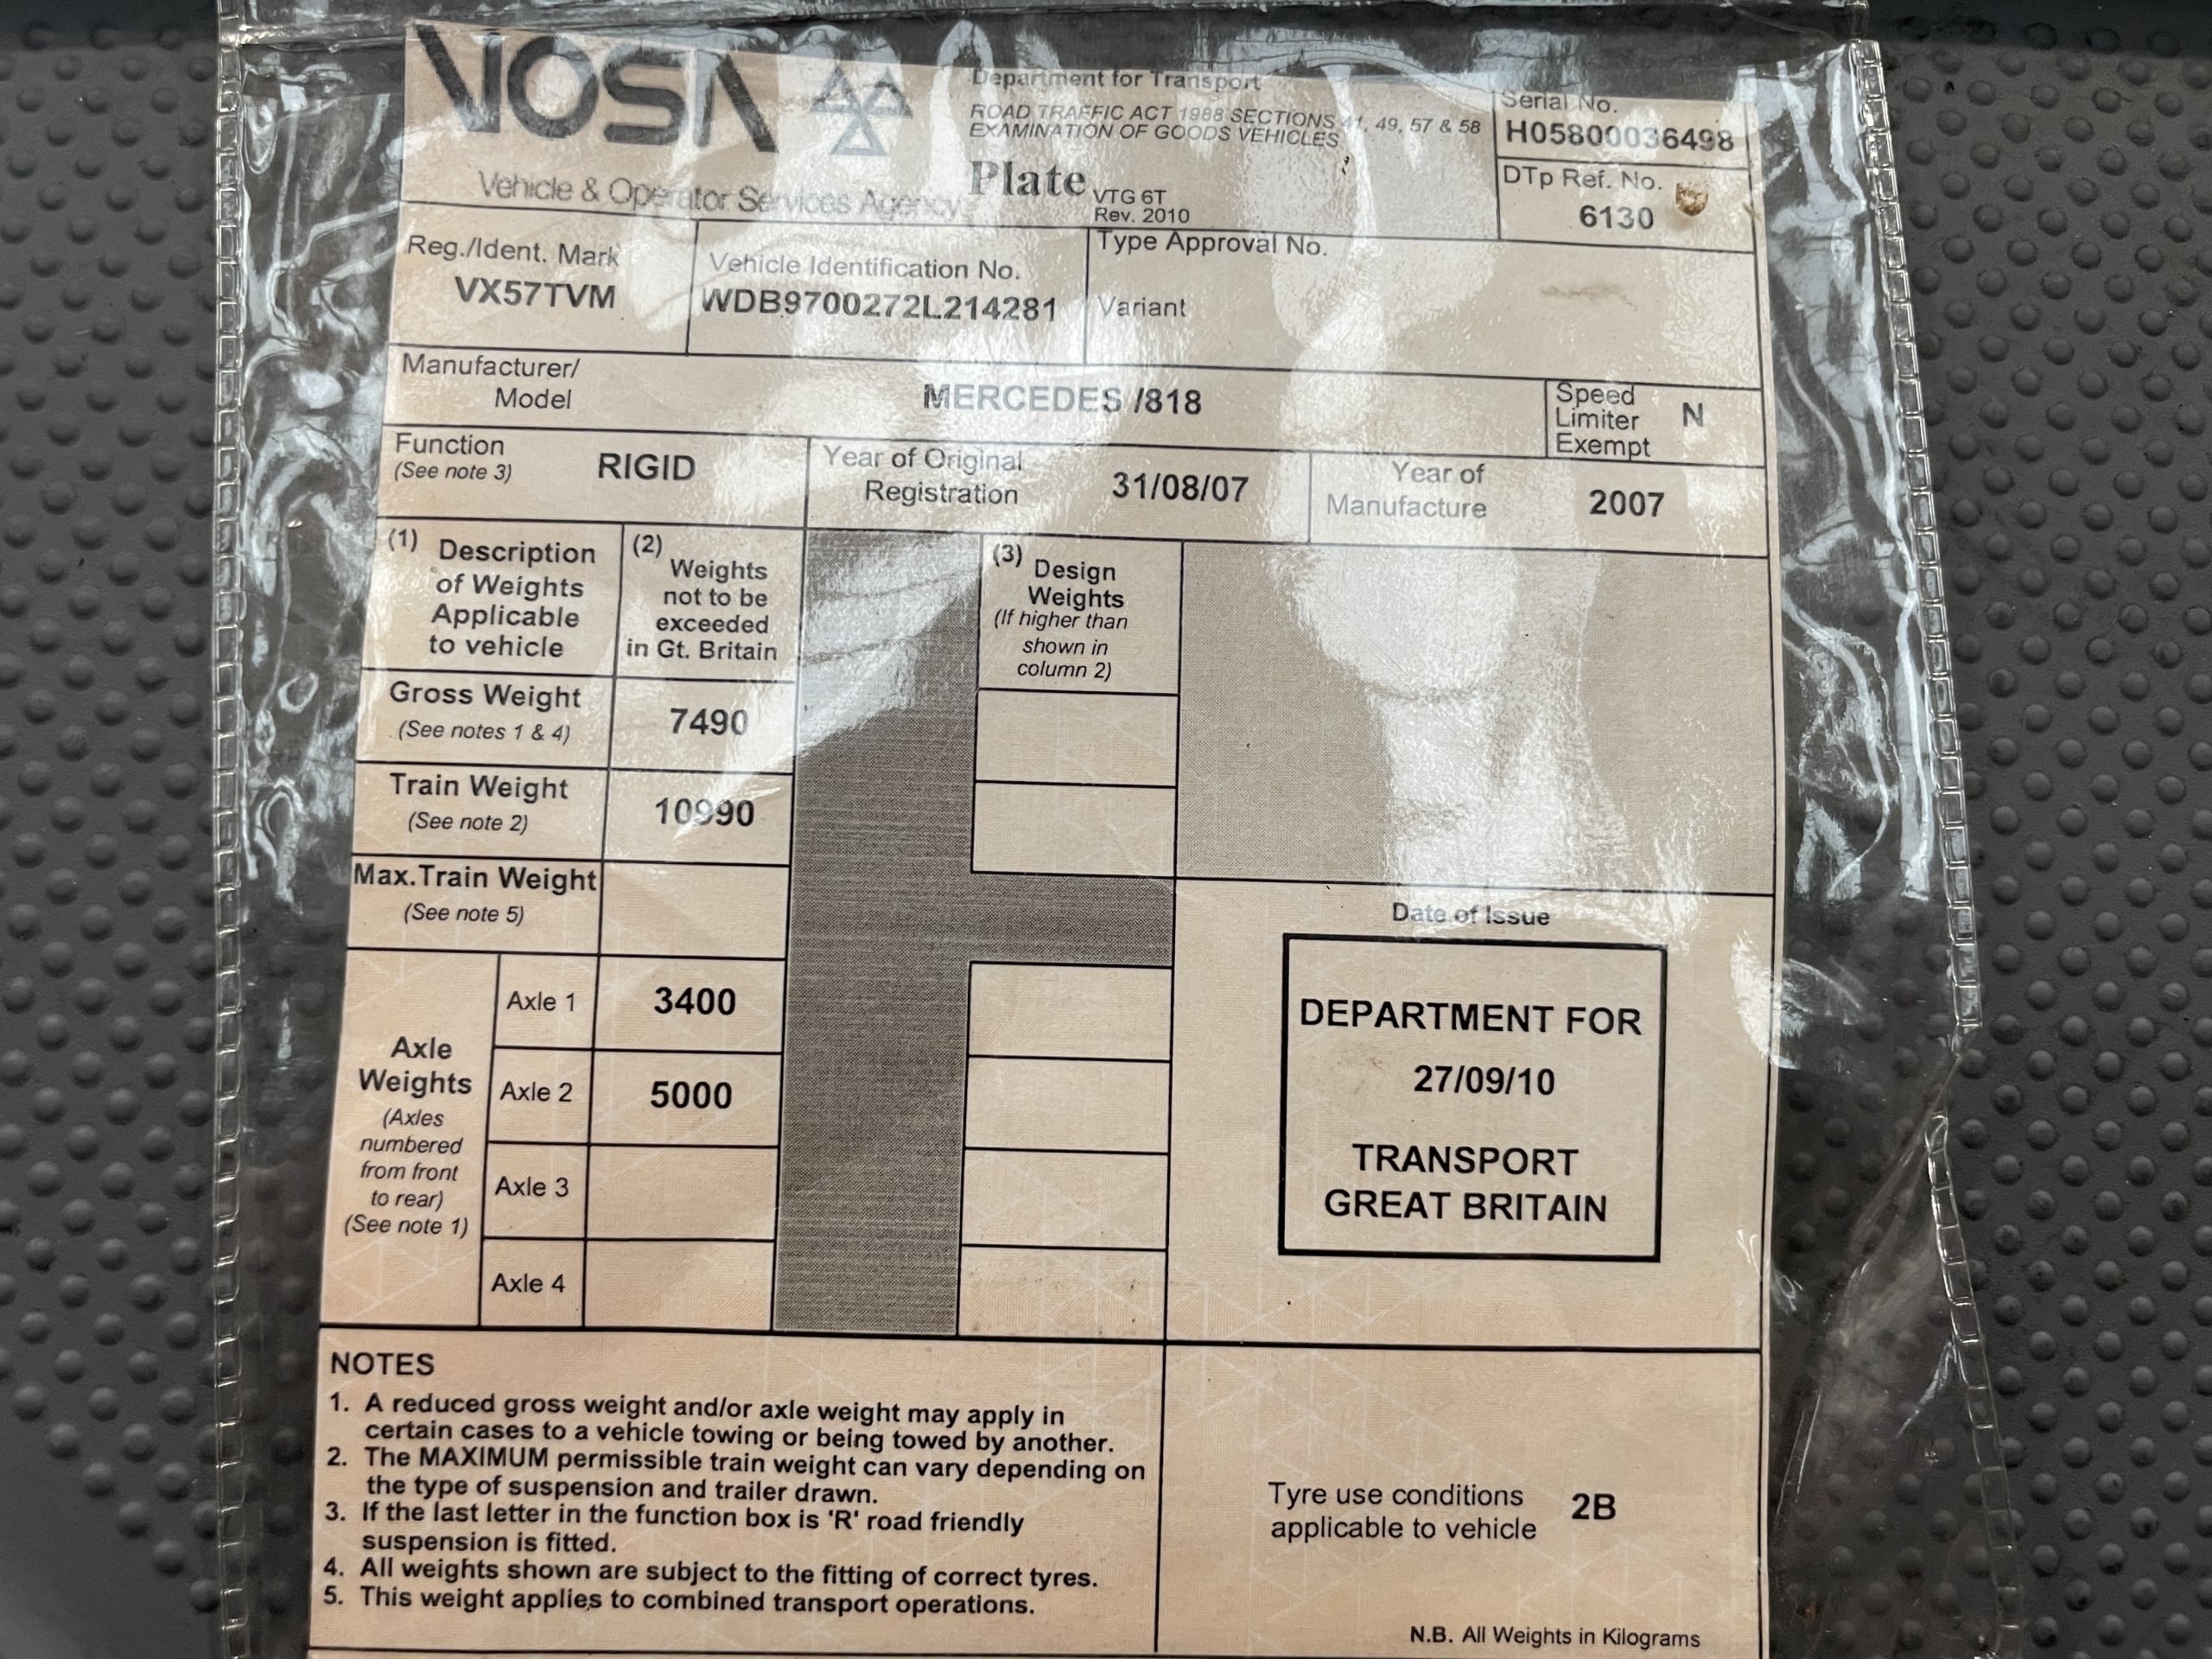 VOSA
Department for Transport
ROAD TRAFFIC ACT 1988 SECTIONS 41, 49, 57 & 58
EXAMINATION OF GOODS VEHICLES
Serial No.
H05800036498
Vehicle & Operator Services Agency
Plate VTG 6T
Rev. 2010
DTp Ref. No.
6130
Reg./Ident. Mark
VX57TVM
Vehicle Identification No.
WDB9700272L214281
Type Approval No.
Variant
Manufacturer/
Model
MERCEDES /818
Speed
Limiter
Exempt
N
Function
(See note 3)
RIGID
Year of Original
Registration
31/08/07
Year of
Manufacture
2007
(1) Description
of Weights
Applicable
to vehicle
(2) Weights
not to be
exceeded
in Gt. Britain
(3) Design
Weights
(If higher than
shown in
column 2)
Gross Weight
(See notes 1 & 4)
7490
Train Weight
(See note 2)
10990
Max.Train Weight
(See note 5)
Axle
Weights
(Axles
numbered
from front
to rear)
(See note 1)
Axle 1
3400
Axle 2
5000
Axle 3
Axle 4
Date of Issue
DEPARTMENT FOR
27/09/10
TRANSPORT
GREAT BRITAIN
NOTES
1. A reduced gross weight and/or axle weight may apply in
certain cases to a vehicle towing or being towed by another.
2. The MAXIMUM permissible train weight can vary depending on
the type of suspension and trailer drawn.
3. If the last letter in the function box is 'R' road friendly
suspension is fitted.
4. All weights shown are subject to the fitting of correct tyres.
5. This weight applies to combined transport operations.
Tyre use conditions
applicable to vehicle
2B
N.B. All Weights in Kilograms